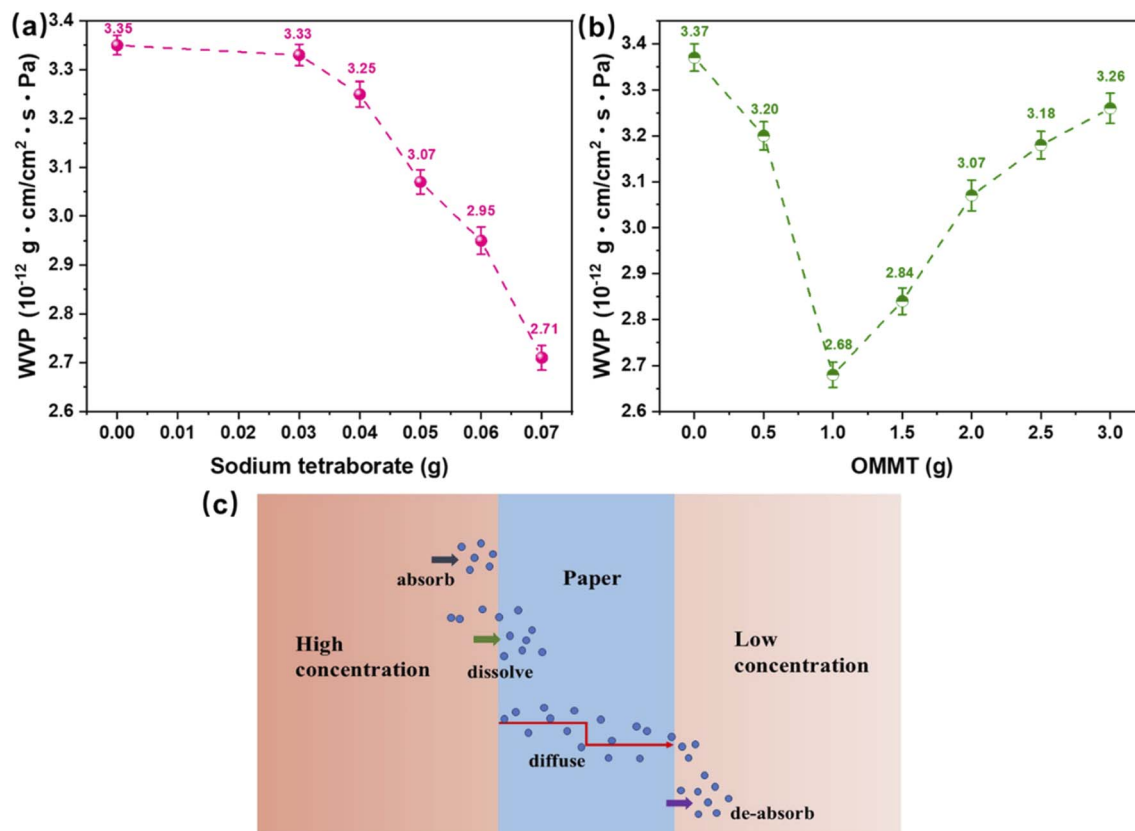 (a)
3.4
3.3
3.2
3.1
3.0
2.9
2.8
2.7
2.6
WVP (10⁻¹² g · cm/cm² · s · Pa)
3.35
3.33
3.25
3.07
2.95
2.71
0.00 0.01 0.02 0.03 0.04 0.05 0.06 0.07
Sodium tetraborate (g)
(b)
3.4
3.3
3.2
3.1
3.0
2.9
2.8
2.7
2.6
WVP (10⁻¹² g · cm/cm² · s · Pa)
3.37
3.20
2.68
2.84
3.07
3.18
3.26
0.0 0.5 1.0 1.5 2.0 2.5 3.0
OMMT (g)
(c)
absorb
Paper
High
concentration
dissolve
Low
concentration
diffuse
de-absorb